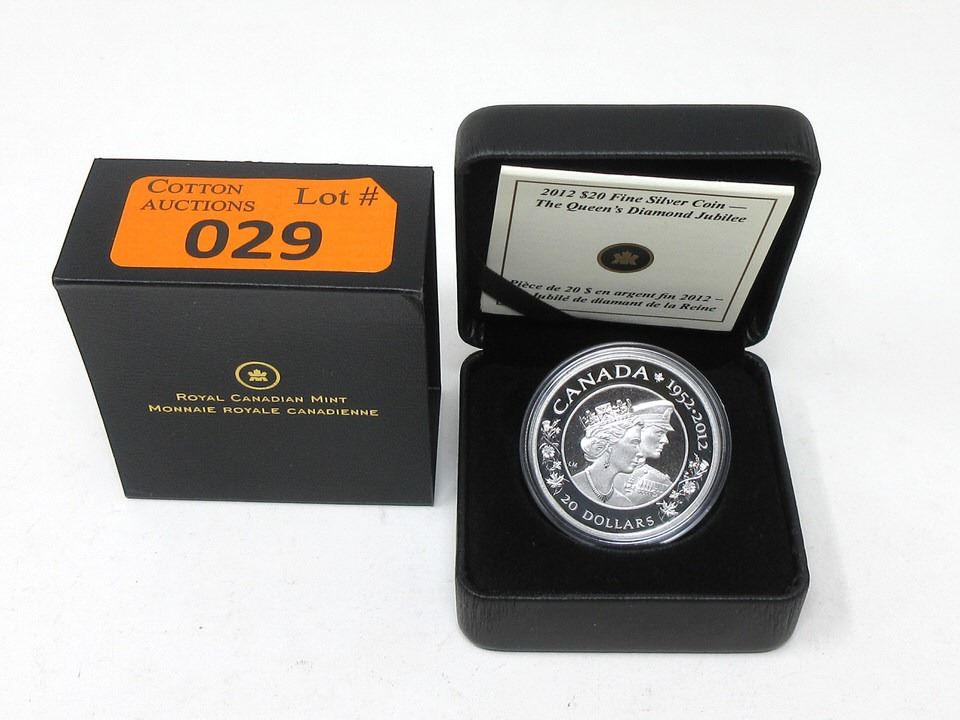 COTTON
AUCTIONS
Lot #
029
ROYAL CANADIAN MINT
MONNAIE ROYALE CANADIENNE
2012 $20 Fine Silver Coin —
The Queen's Diamond Jubilee
Pièce de 20 $ en argent fin 2012 –
Jubilé de diamant de la Reine
CANADA 1952·2012
LM
20 DOLLARS